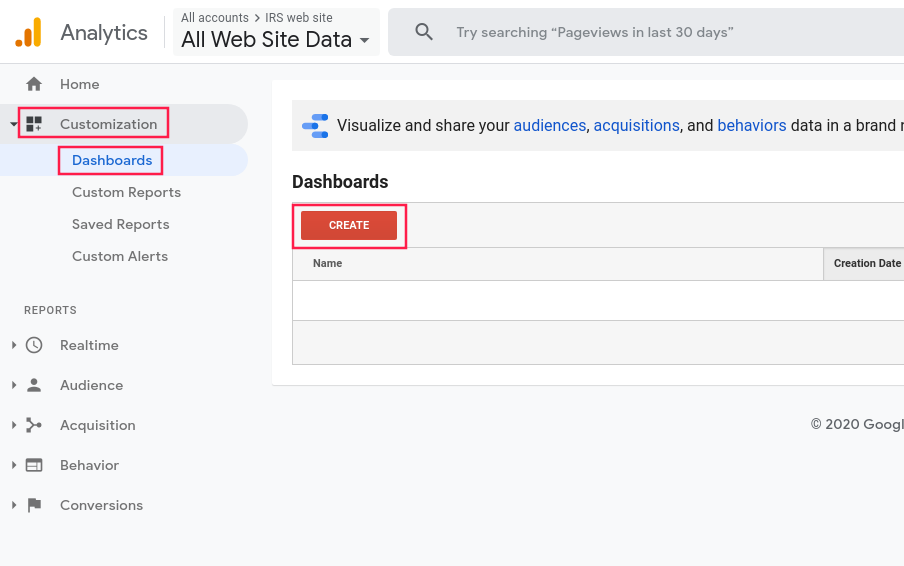 Analytics
All accounts > IRS web site
All Web Site Data
Try searching “Pageviews in last 30 days”
Home
Customization
Dashboards
Custom Reports
Saved Reports
Custom Alerts
REPORTS
Realtime
Audience
Acquisition
Behavior
Conversions
Visualize and share your audiences, acquisitions, and behaviors data in a brand
Dashboards
CREATE
Name
Creation Date
© 2020 Googl